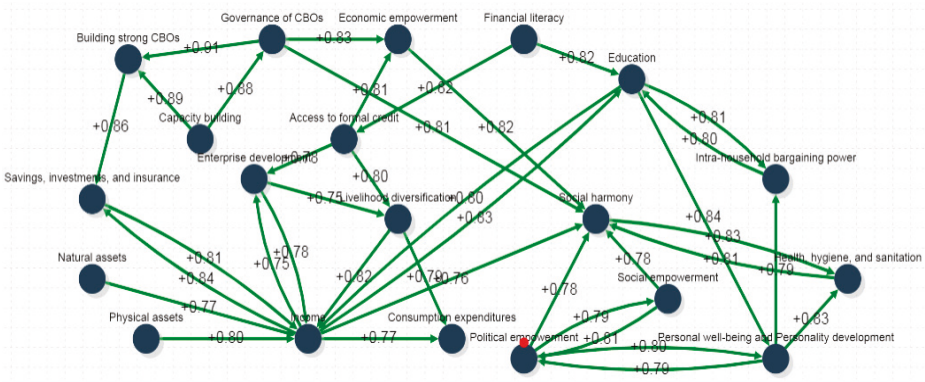 Governance of CBOs
Economic empowerment
Financial literacy
Building strong CBOs
+0.91
+0.83
+0.82
Education
+0.89
+0.88
+0.81
+0.82
Capacity building
Access to formal credit
+0.86
+0.81
+0.82
+0.81
+0.80
Enterprise development
+0.78
Intra-household bargaining power
Savings, investments, and insurance
+0.80
+0.75
Livelihood diversification
+0.80
Social harmony
+0.83
+0.84
+0.83
+0.81
+0.78
+0.75
+0.84
+0.82
+0.79
+0.76
+0.78
+0.81
+0.79
Natural assets
Health, hygiene, and sanitation
Social empowerment
+0.77
Physical assets
Income
Consumption expenditures
+0.78
+0.79
+0.83
+0.80
+0.77
Political empowerment
+0.81
+0.80
Personal well-being and Personality development
+0.79